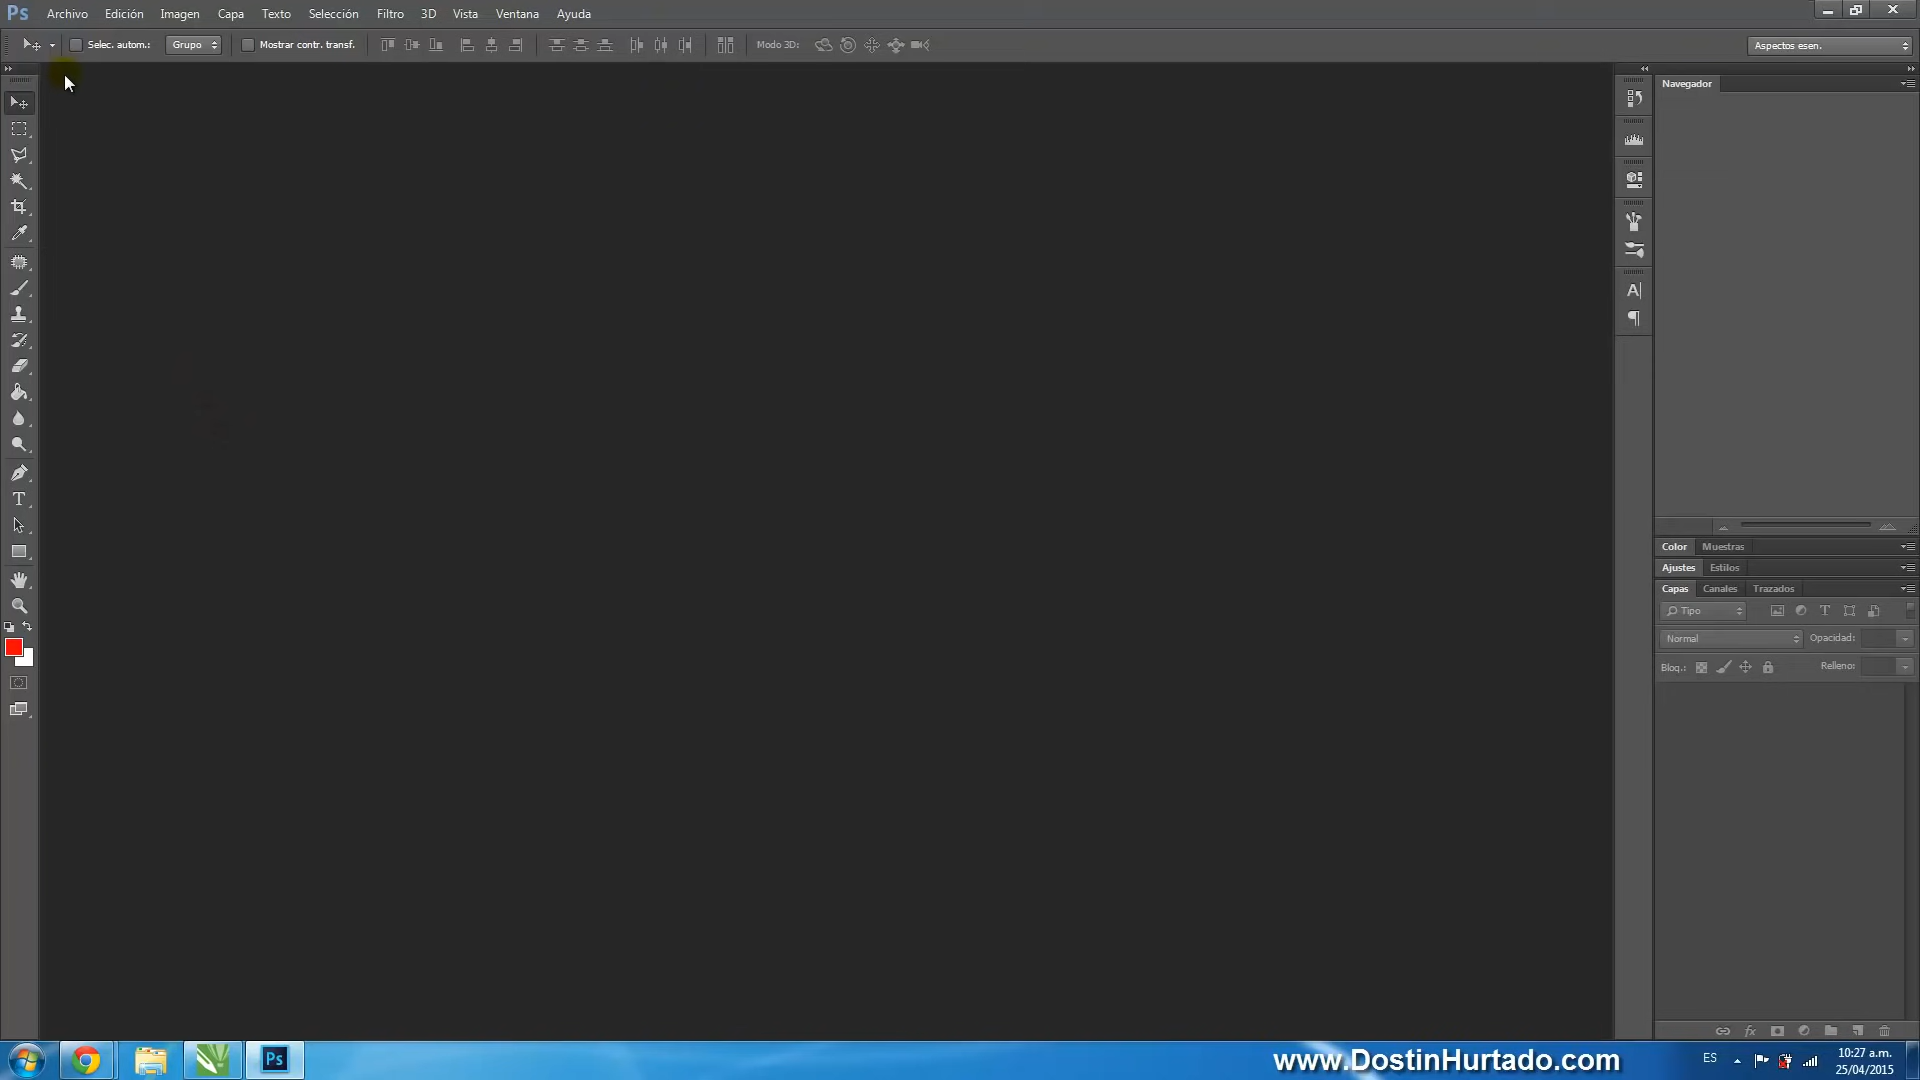 Ps Archivo Edición Imagen Capa Texto Selección Filtro 3D Vista Ventana Ayuda
Selec. autom.: Grupo Mostrar contr. transf. Modo 3D: Aspectos esen.
Navegador
Color Muestras
Ajustes Estilos
Capas Canales Trazados
Tipo
Normal Opacidad:
Bloq.: Relleno:
Ps www.DostinHurtado.com ES 10:27 a.m.
25/04/2015